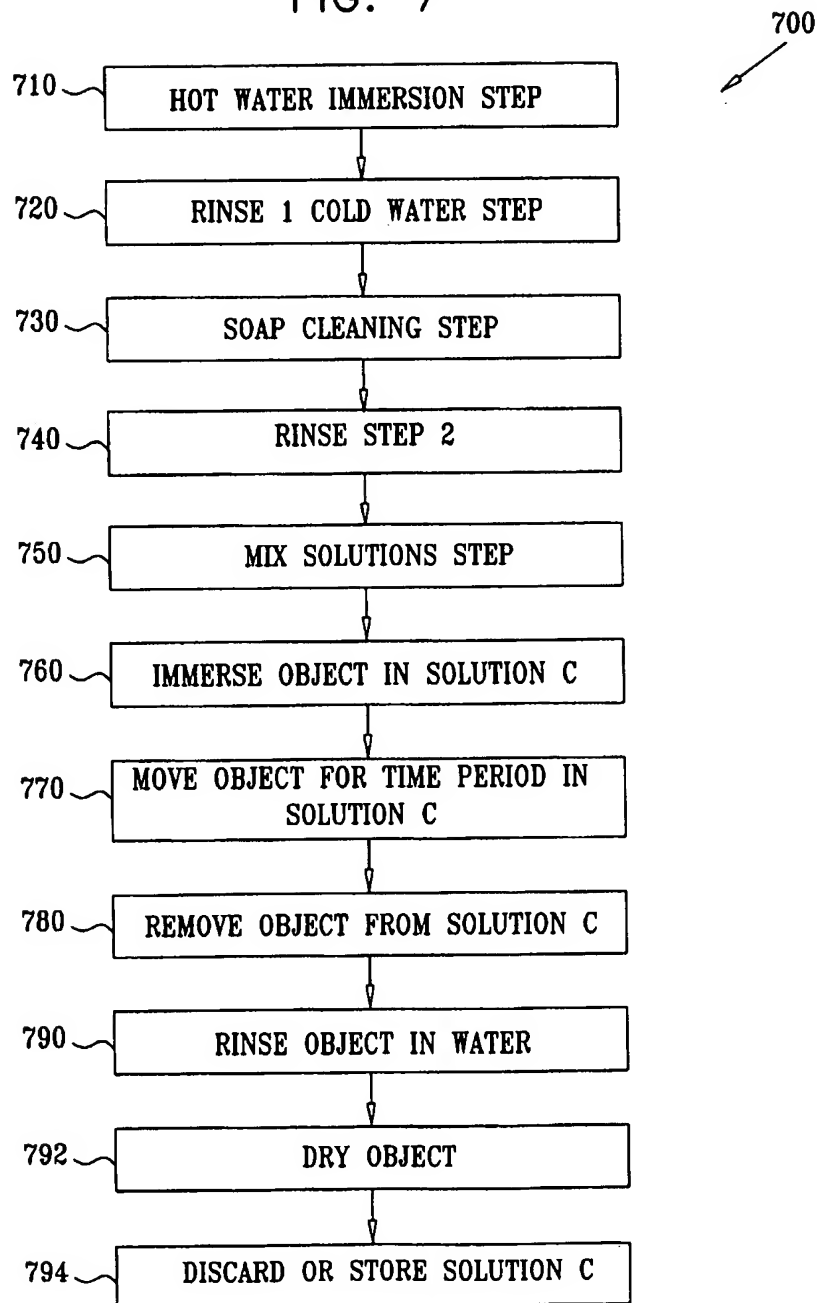 FIG. 7
700
710 HOT WATER IMMERSION STEP
720 RINSE 1 COLD WATER STEP
730 SOAP CLEANING STEP
740 RINSE STEP 2
750 MIX SOLUTIONS STEP
760 IMMERSE OBJECT IN SOLUTION C
770 MOVE OBJECT FOR TIME PERIOD IN
SOLUTION C
780 REMOVE OBJECT FROM SOLUTION C
790 RINSE OBJECT IN WATER
792 DRY OBJECT
794 DISCARD OR STORE SOLUTION C